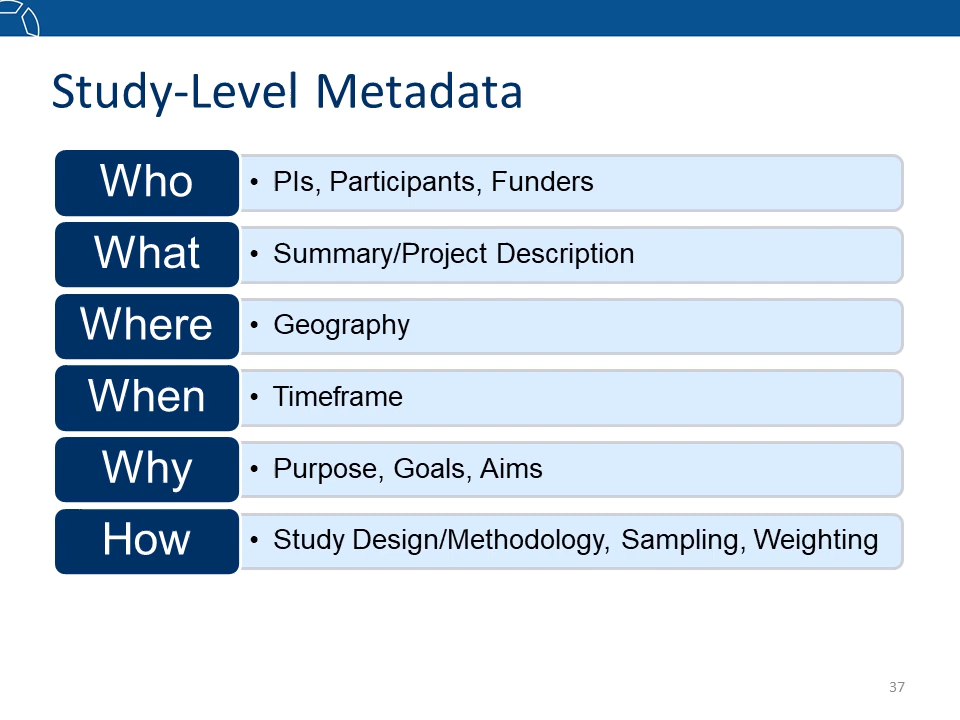 Study-Level Metadata
Who
• PIs, Participants, Funders
What
• Summary/Project Description
Where
• Geography
When
• Timeframe
Why
• Purpose, Goals, Aims
How
• Study Design/Methodology, Sampling, Weighting
37